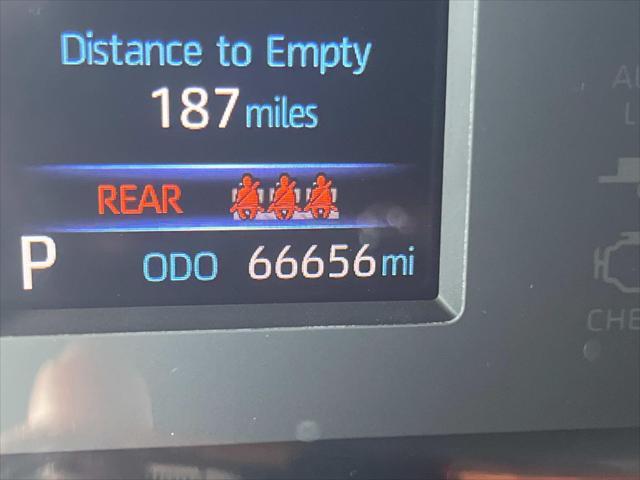 Distance to Empty
187 miles
REAR
P ODO 66656 mi